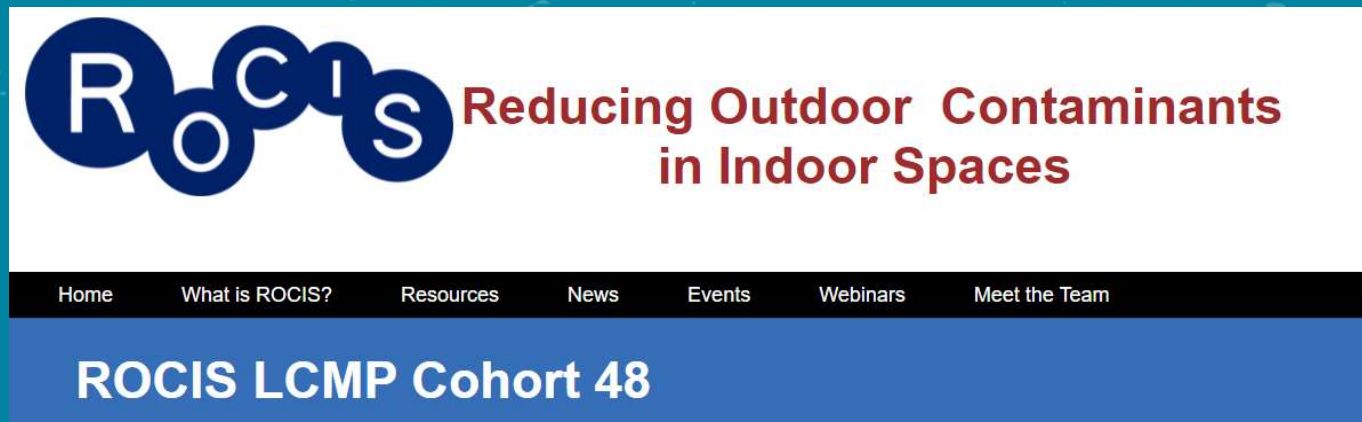 ROCIS
Reducing Outdoor Contaminants
in Indoor Spaces
Home What is ROCIS? Resources News Events Webinars Meet the Team
ROCIS LCMP Cohort 48